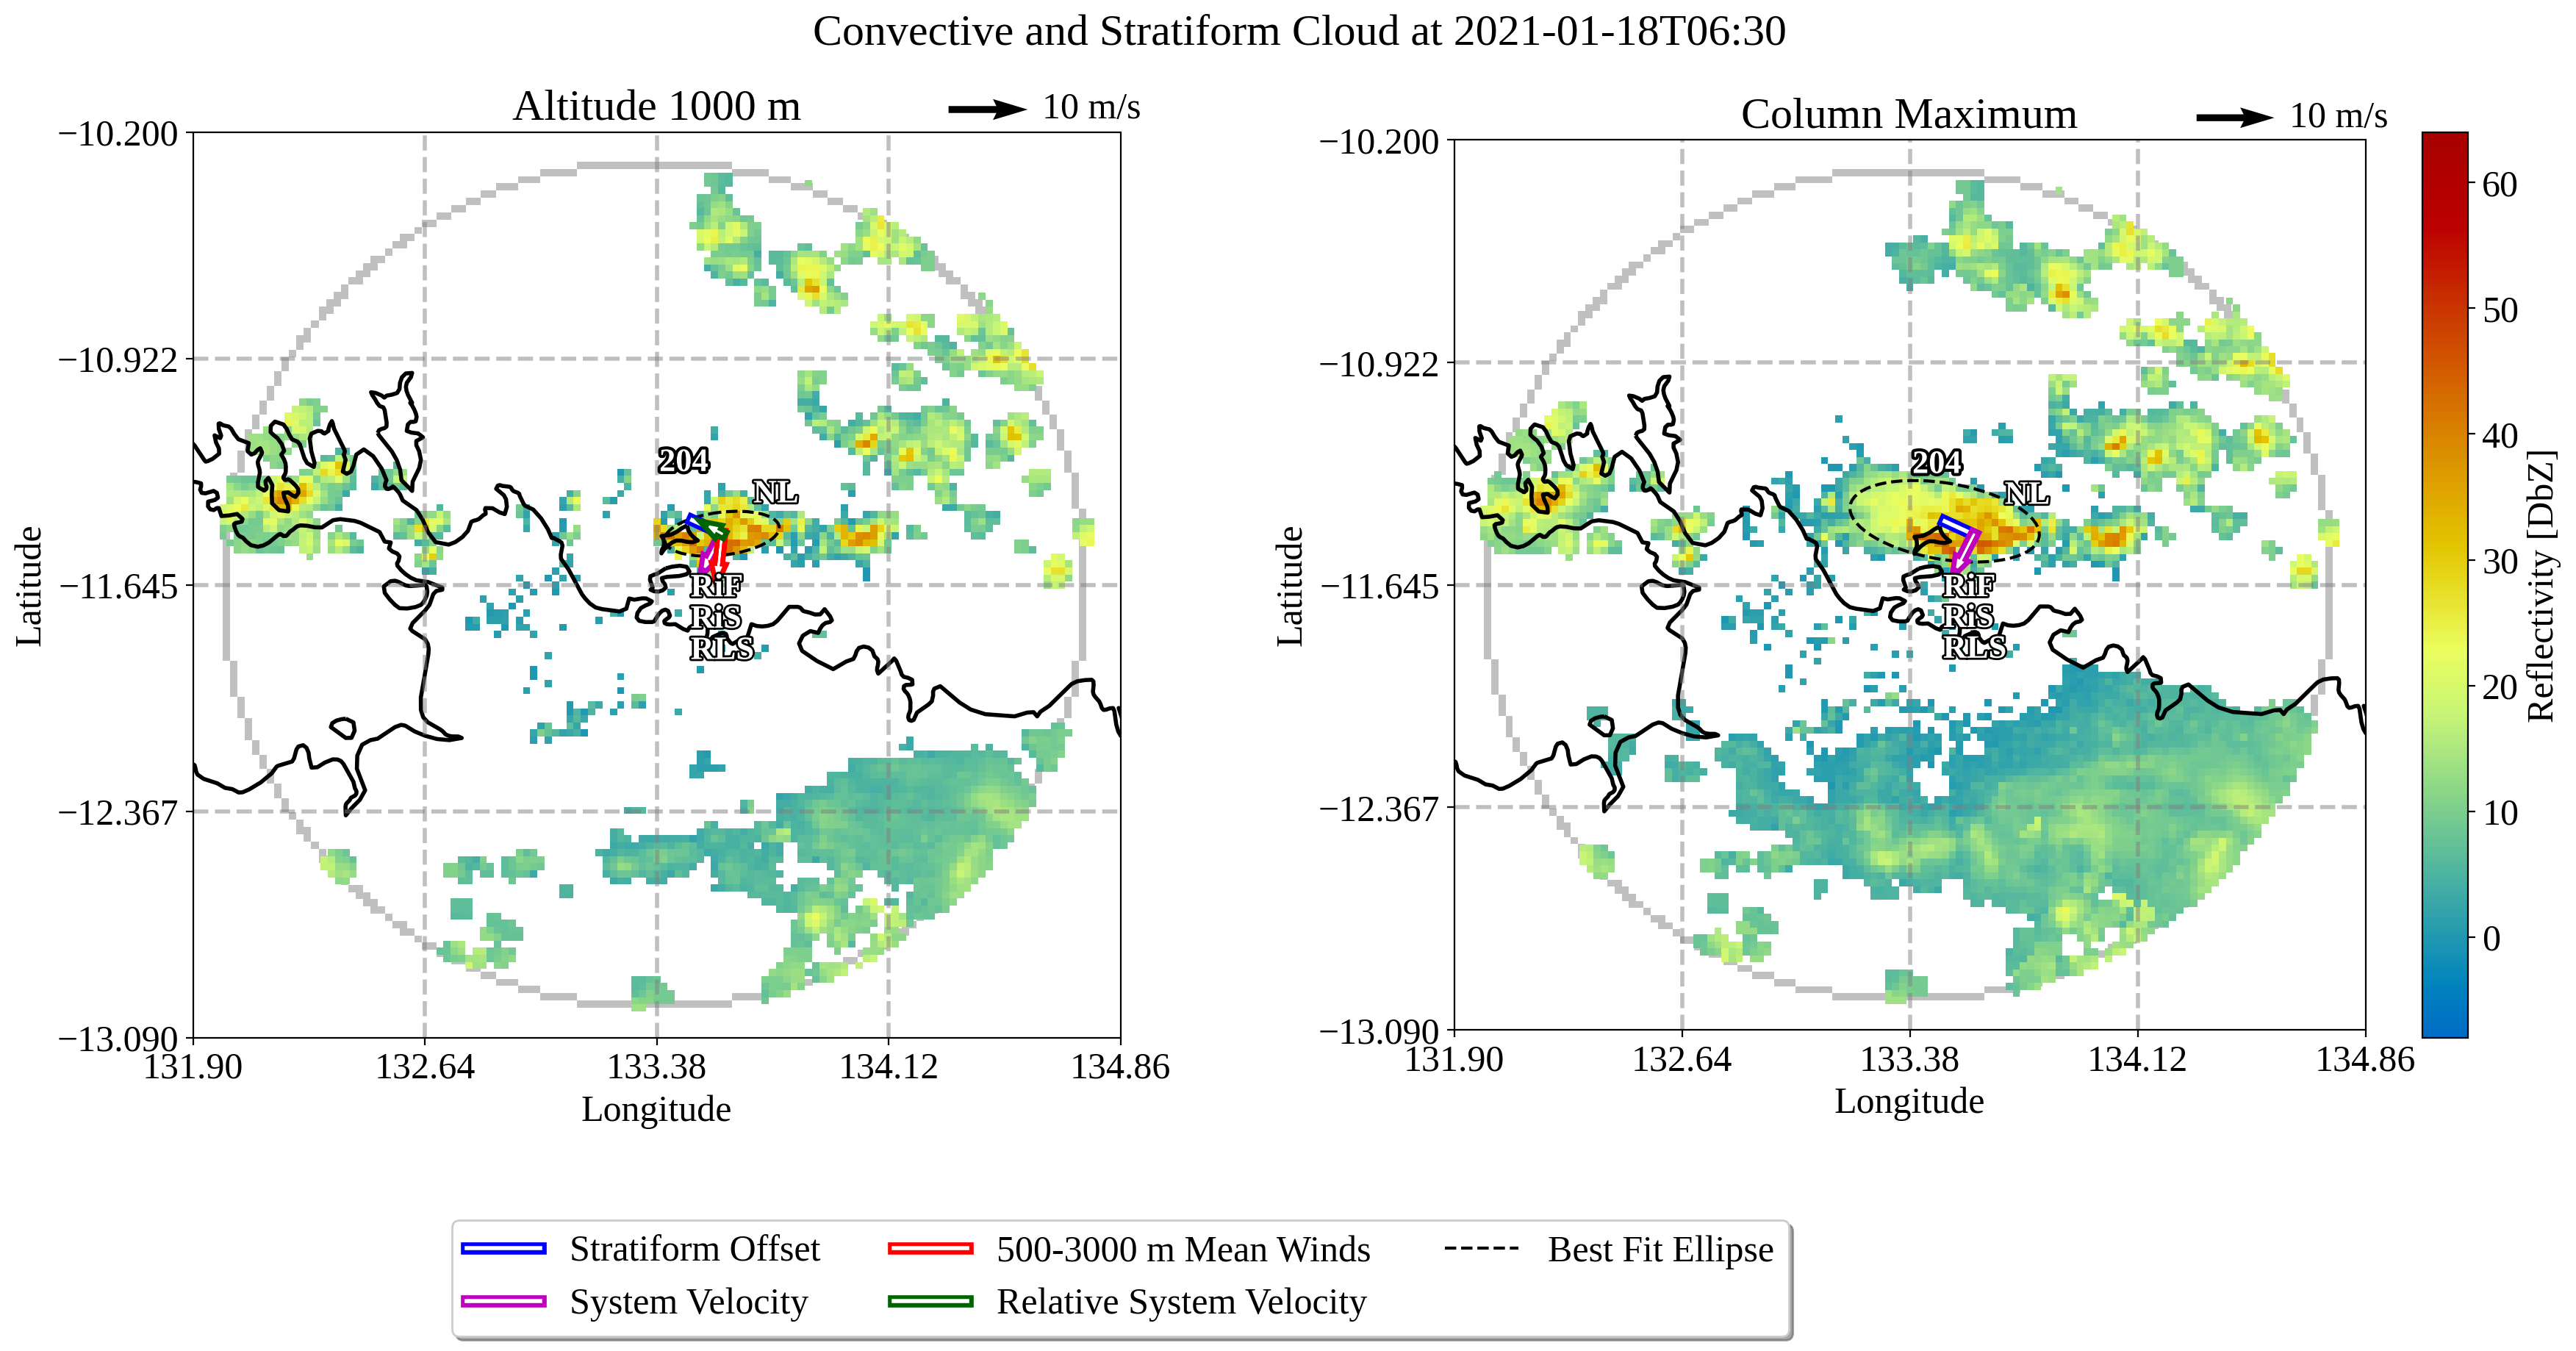 Convective and Stratiform Cloud at 2021-01-18T06:30
Altitude 1000 m
10 m/s
−10.200
−10.922
−11.645
−12.367
−13.090
131.90
132.64
133.38
134.12
134.86
Longitude
Latitude
204
NL
RiF
RiS
RLS
Column Maximum
10 m/s
−10.200
−10.922
−11.645
−12.367
−13.090
131.90
132.64
133.38
134.12
134.86
Longitude
Latitude
204
NL
RiF
RiS
RLS
60
50
40
30
20
10
0
Reflectivity [DbZ]
Stratiform Offset
System Velocity
500-3000 m Mean Winds
Relative System Velocity
Best Fit Ellipse